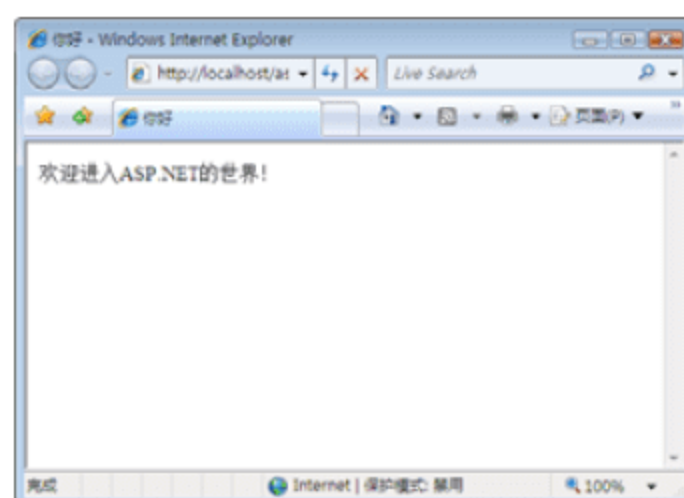 你好 - Windows Internet Explorer
http://localhost/as
Live Search
你好
页面(P)
欢迎进入ASP.NET的世界!
完成
Internet | 保护模式: 禁用
100%